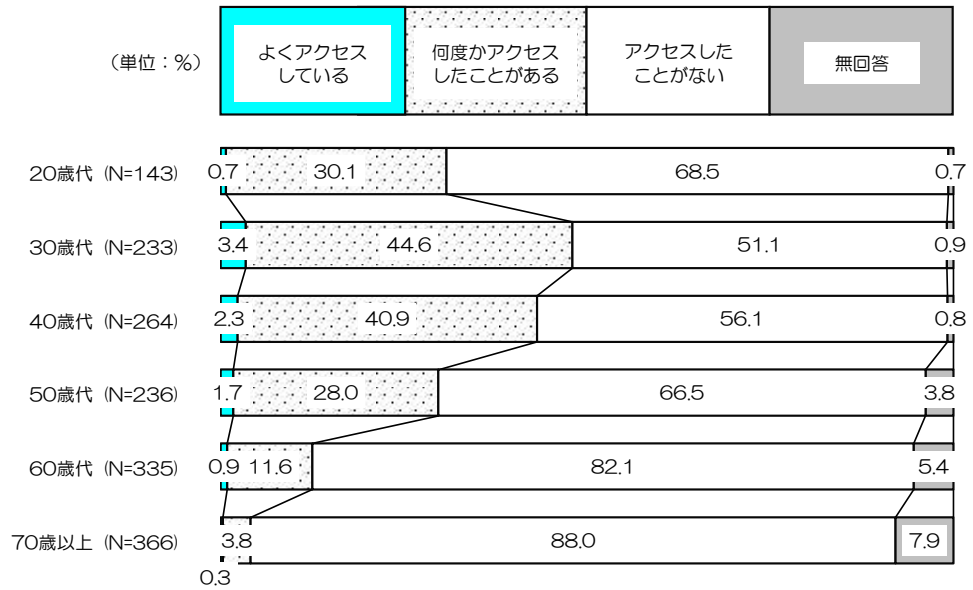 （単位：%）
よくアクセス
している
何度かアクセス
したことがある
アクセスした
ことがない
無回答
20歳代 (N=143) 0.7 30.1 68.5 0.7
30歳代 (N=233) 3.4 44.6 51.1 0.9
40歳代 (N=264) 2.3 40.9 56.1 0.8
50歳代 (N=236) 1.7 28.0 66.5 3.8
60歳代 (N=335) 0.9 11.6 82.1 5.4
70歳以上 (N=366) 3.8 88.0 7.9
0.3